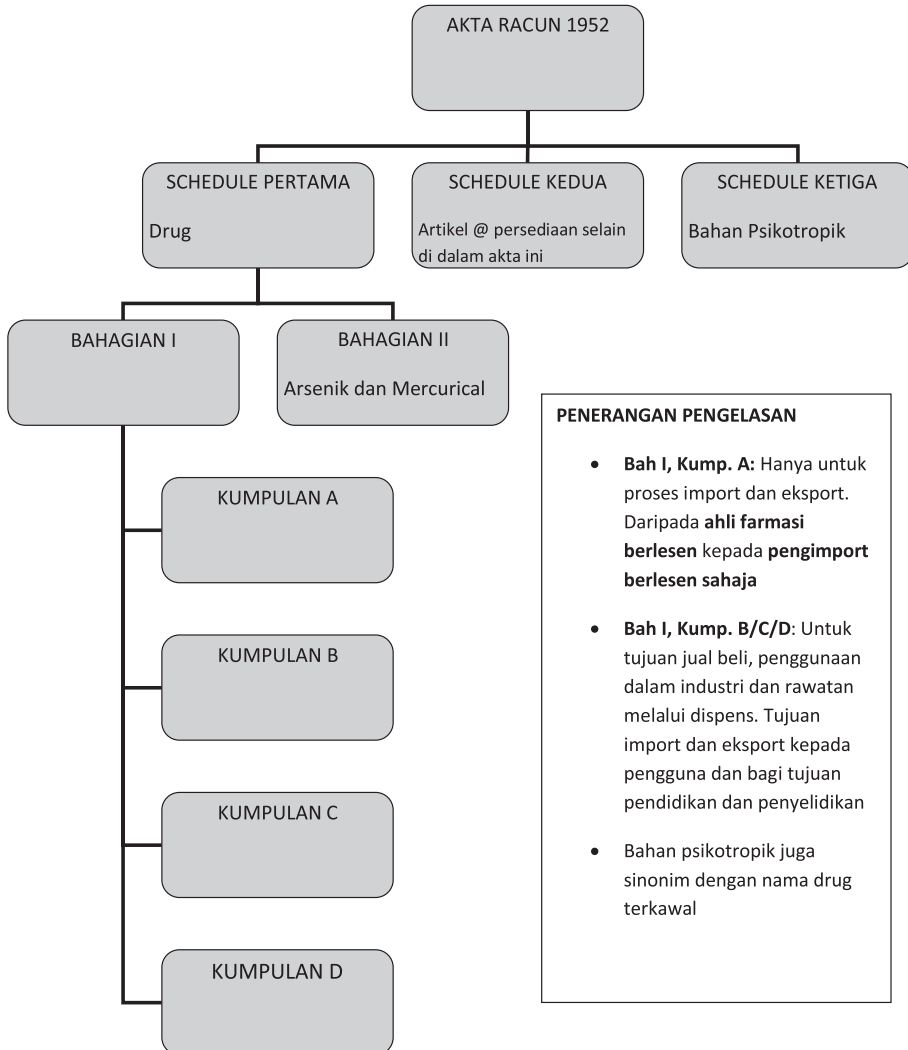 AKTA RACUN 1952
SCHEDULE PERTAMA
Drug
SCHEDULE KEDUA
Artikel @ persediaan selain
di dalam akta ini
SCHEDULE KETIGA
Bahan Psikotropik
BAHAGIAN I
BAHAGIAN II
Arsenik dan Mercurical
KUMPULAN A
KUMPULAN B
KUMPULAN C
KUMPULAN D
PENERANGAN PENGELASAN
• Bah I, Kump. A: Hanya untuk
proses import dan eksport.
Daripada ahli farmasi
berlesen kepada pengimport
berlesen sahaja
• Bah I, Kump. B/C/D: Untuk
tujuan jual beli, penggunaan
dalam industri dan rawatan
melalui dispens. Tujuan
import dan eksport kepada
pengguna dan bagi tujuan
pendidikan dan penyelidikan
• Bahan psikotropik juga
sinonim dengan nama drug
terkawal